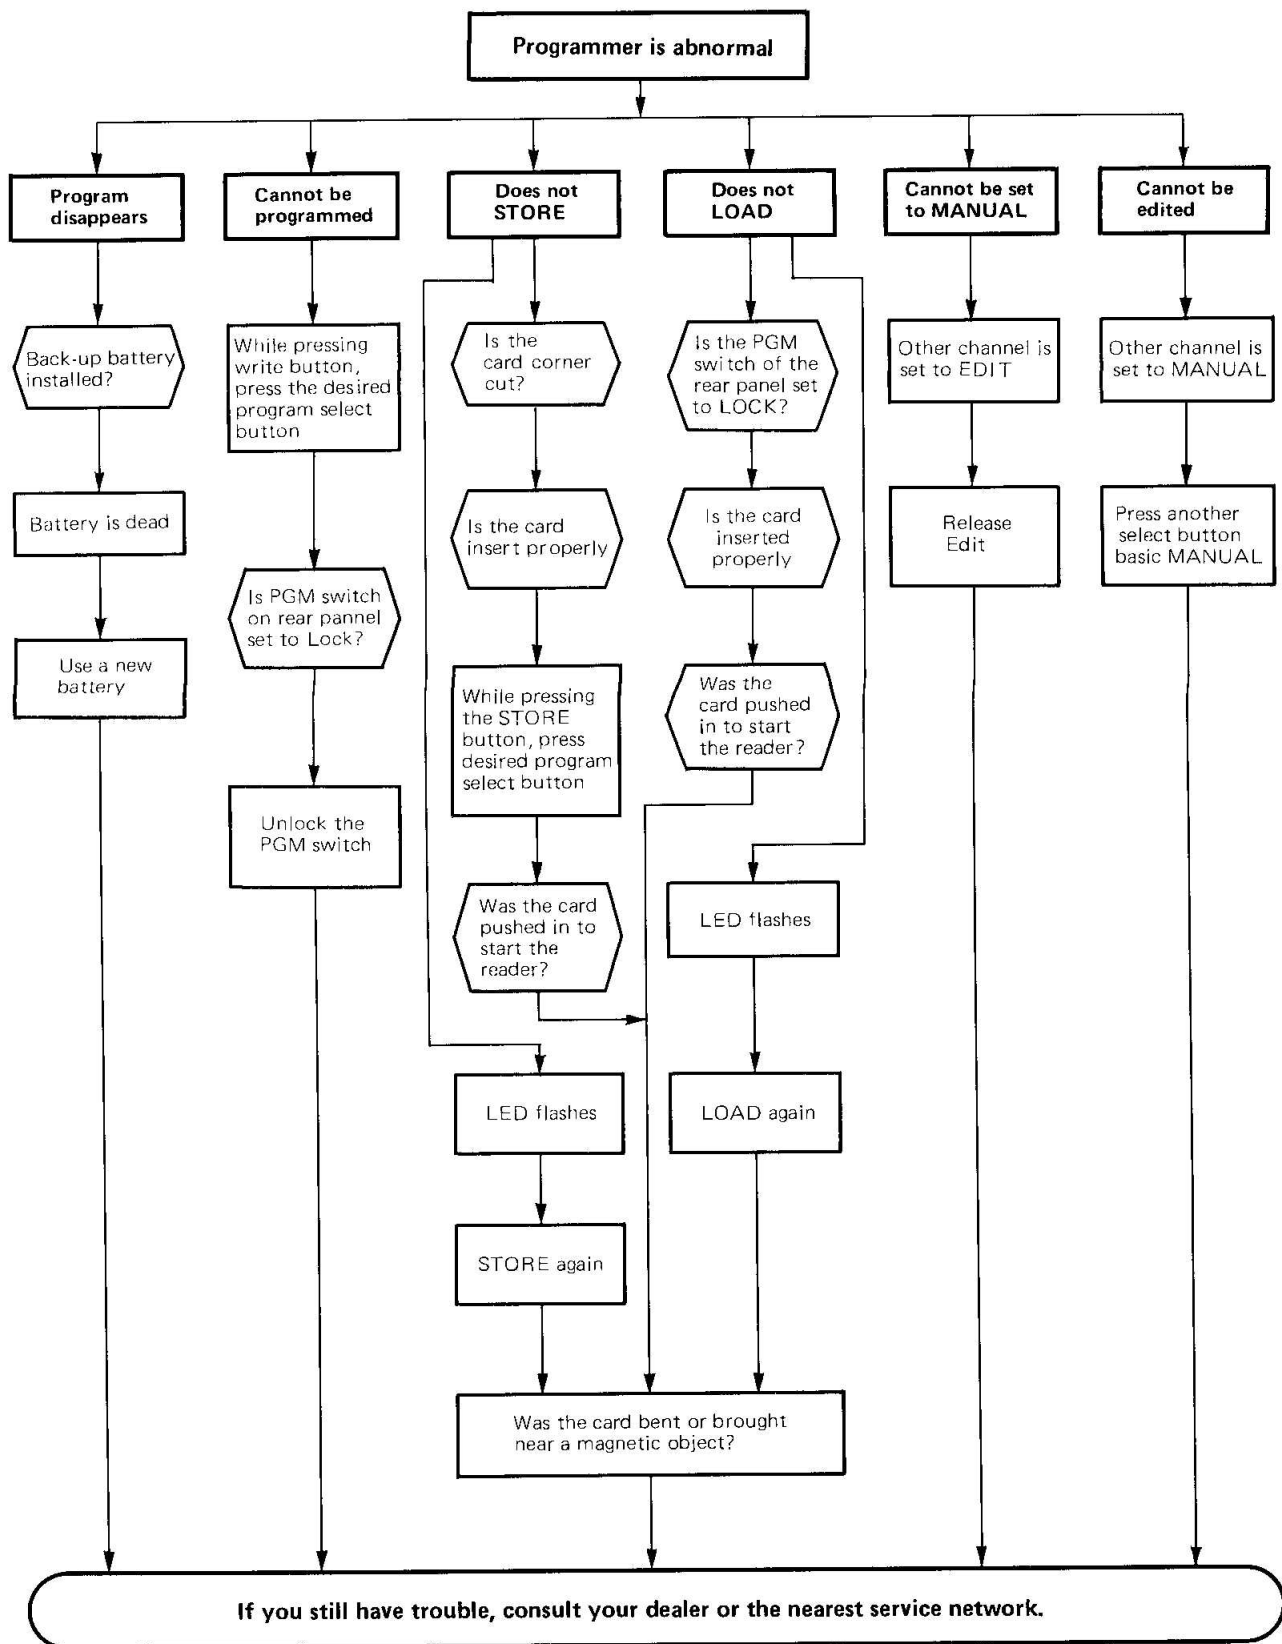 Programmer is abnormal
Program
disappears
Cannot be
programmed
Does not
STORE
Does not
LOAD
Cannot be set
to MANUAL
Cannot be
edited
Back-up battery
installed?
Battery is dead
Use a new
battery
While pressing
write button,
press the desired
program select
button
Is PGM switch
on rear pannel
set to Lock?
Unlock the
PGM switch
Is the
card corner
cut?
Is the card
insert properly
While pressing
the STORE
button, press
desired program
select button
Was the card
pushed in to
start the
reader?
LED flashes
STORE again
Is the PGM
switch of the
rear panel set
to LOCK?
Is the card
inserted
properly
Was the
card pushed
in to start
the reader?
LED flashes
LOAD again
Was the card bent or brought
near a magnetic object?
Other channel is
set to EDIT
Release
Edit
Other channel is
set to MANUAL
Press another
select button
basic MANUAL
If you still have trouble, consult your dealer or the nearest service network.